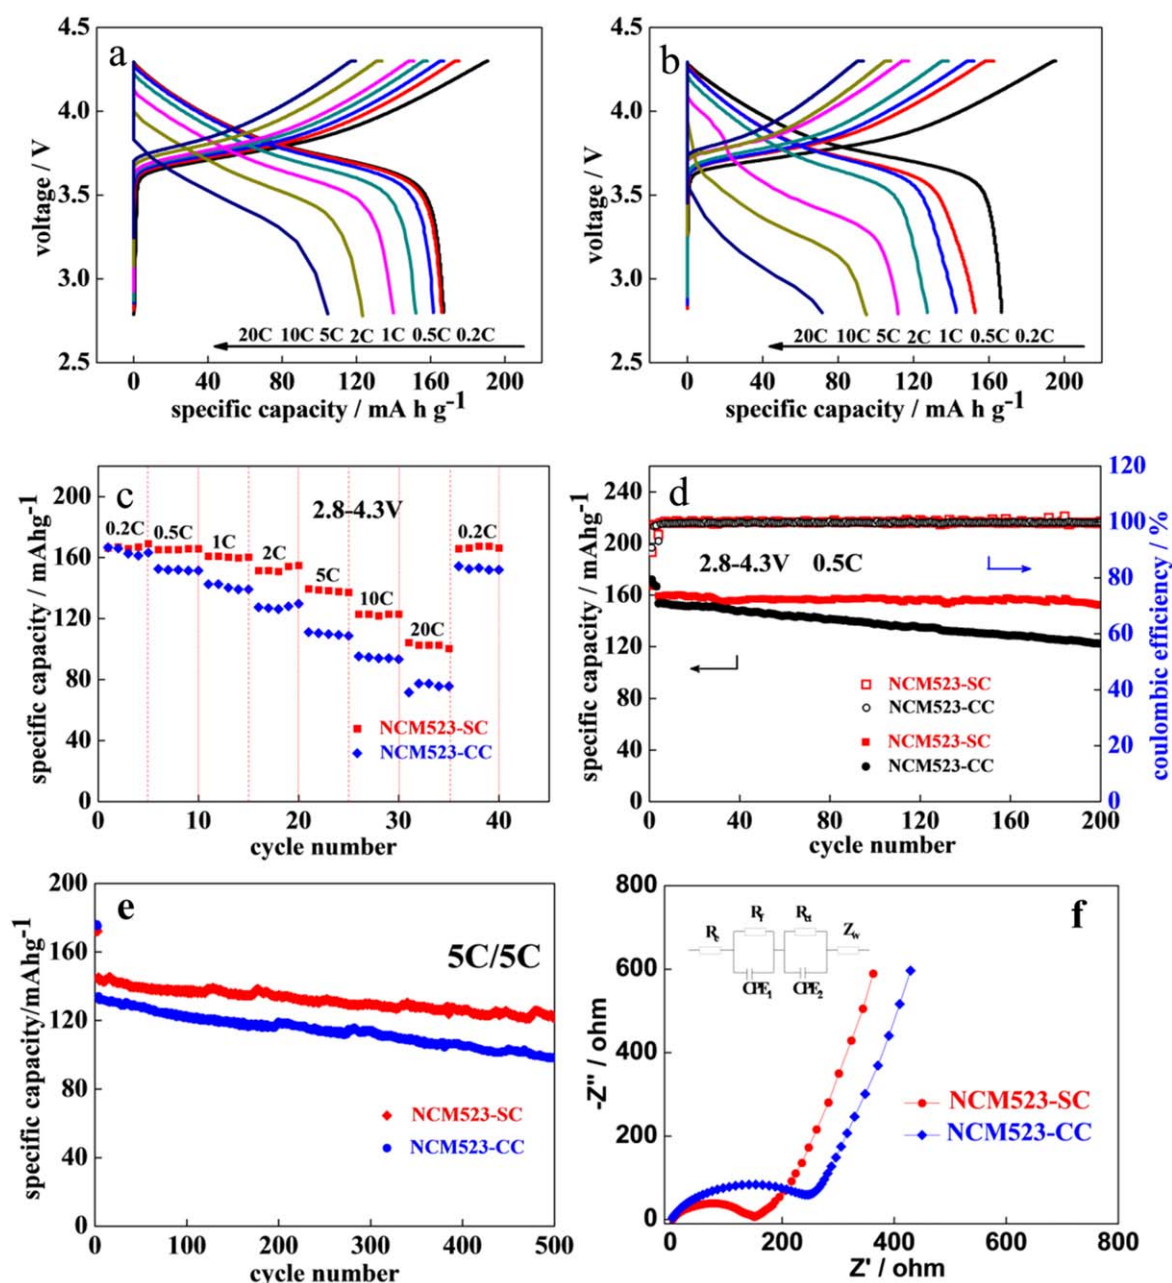 a
4.5
4.0
3.5
3.0
2.5
voltage / V
20C 10C 5C 2C 1C 0.5C 0.2C
0 40 80 120 160 200
specific capacity / mA h g-1
b
4.5
4.0
3.5
3.0
2.5
voltage / V
20C 10C 5C 2C 1C 0.5C 0.2C
0 40 80 120 160 200
specific capacity / mA h g-1
c
200
160
120
80
40
0
specific capacity / mAhg-1
2.8-4.3V
0.2C 0.5C 1C 2C 5C 10C 20C 0.2C
NCM523-SC
NCM523-CC
0 10 20 30 40
cycle number
d
240
200
160
120
80
40
0
specific capacity / mAhg-1
2.8-4.3V 0.5C
NCM523-SC
NCM523-CC
NCM523-SC
NCM523-CC
120
100
80
60
40
20
0
coulombic efficiency / %
0 40 80 120 160 200
cycle number
e
200
160
120
80
40
0
specific capacity/mAhg-1
5C/5C
NCM523-SC
NCM523-CC
0 100 200 300 400 500
cycle number
f
800
600
400
200
0
-Z'' / ohm
Re Rf Rct Zw
CPE1 CPE2
NCM523-SC
NCM523-CC
0 200 400 600 800
Z' / ohm